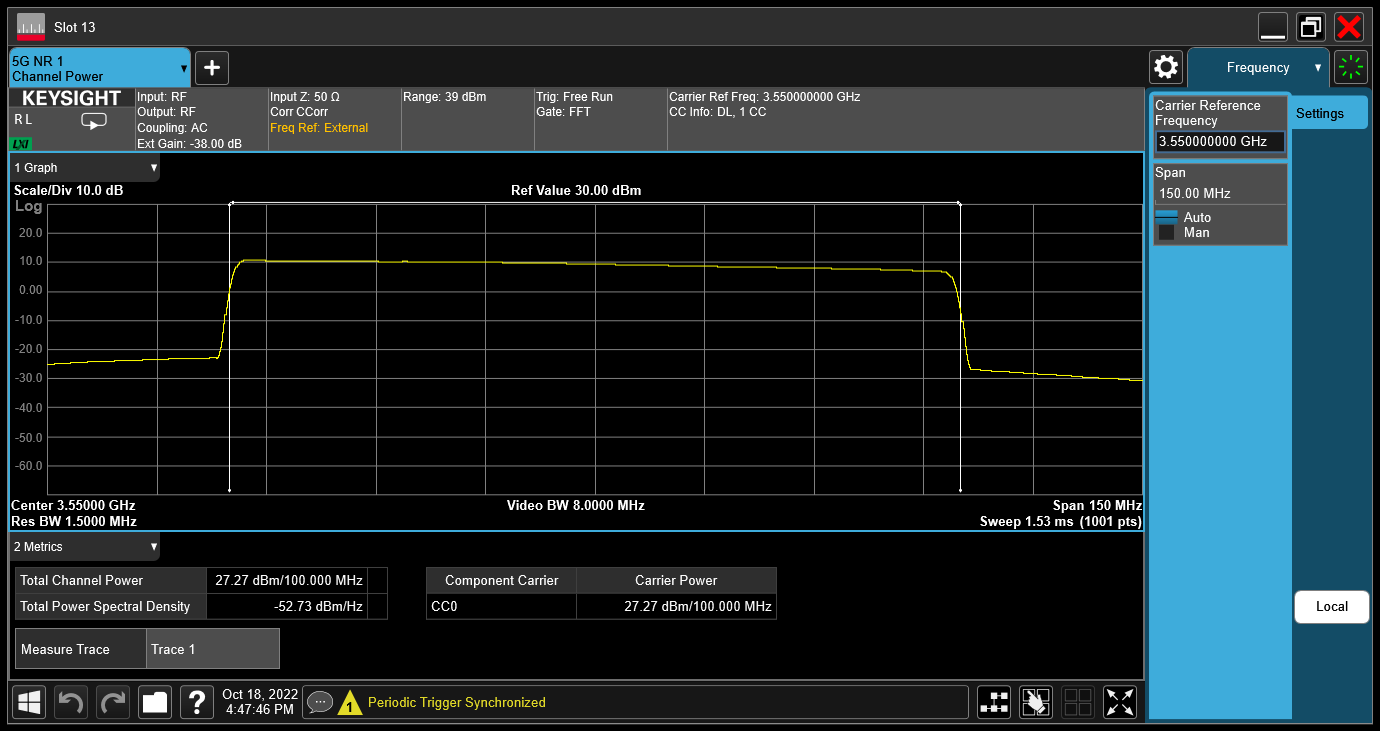 Slot 13
5G NR 1
Channel Power
+
Frequency
KEYSIGHT
R L
LXI
Input: RF
Output: RF
Coupling: AC
Ext Gain: -38.00 dB
Input Z: 50 Ω
Corr CCorr
Freq Ref: External
Range: 39 dBm
Trig: Free Run
Gate: FFT
Carrier Ref Freq: 3.550000000 GHz
CC Info: DL, 1 CC
Carrier Reference
Frequency
3.550000000 GHz
Settings
Span
150.00 MHz
Auto
Man
1 Graph
Scale/Div 10.0 dB
Ref Value 30.00 dBm
Log
20.0
10.0
0.00
-10.0
-20.0
-30.0
-40.0
-50.0
-60.0
Center 3.55000 GHz
Video BW 8.0000 MHz
Span 150 MHz
Res BW 1.5000 MHz
Sweep 1.53 ms (1001 pts)
2 Metrics
Total Channel Power 27.27 dBm/100.000 MHz
Total Power Spectral Density -52.73 dBm/Hz
Component Carrier Carrier Power
CC0 27.27 dBm/100.000 MHz
Measure Trace Trace 1
Local
?
Oct 18, 2022
4:47:46 PM
1
Periodic Trigger Synchronized